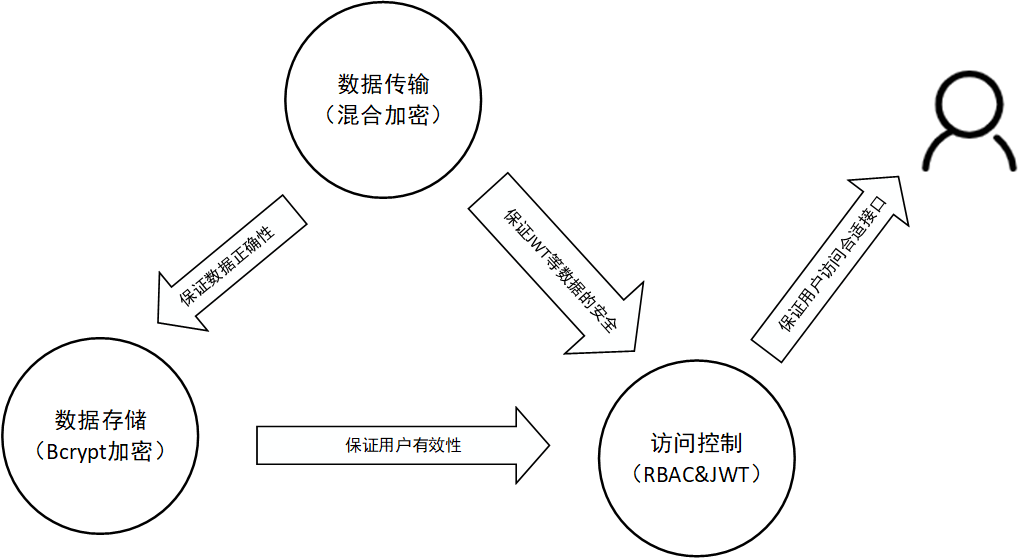 数据传输
（混合加密）
保证数据正确性
保证JWT等数据的安全
保证用户访问合适接口
数据存储
（Bcrypt加密）
保证用户有效性
访问控制
（RBAC&JWT）